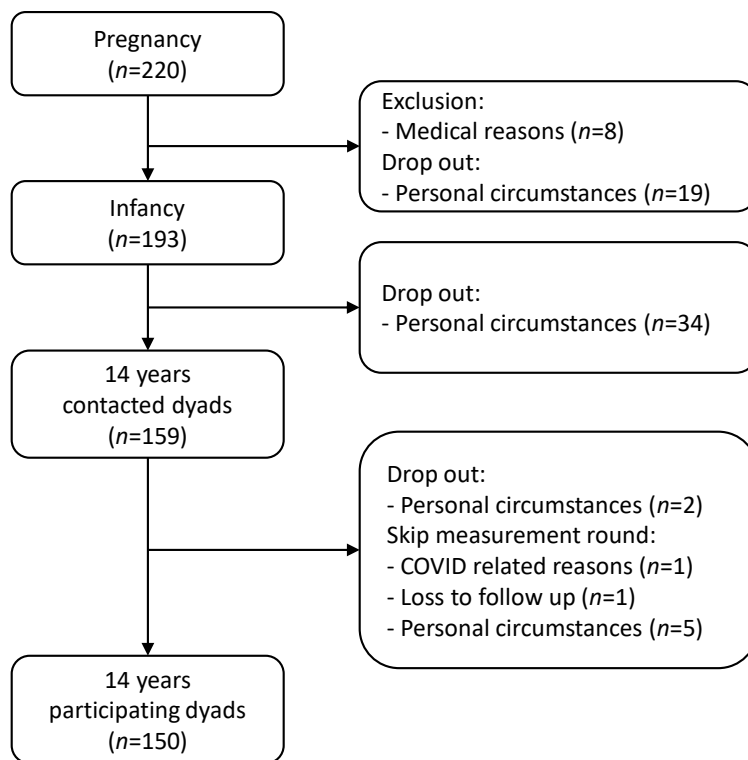 Pregnancy
(n=220)
Exclusion:
- Medical reasons (n=8)
Drop out:
- Personal circumstances (n=19)
Infancy
(n=193)
Drop out:
- Personal circumstances (n=34)
14 years
contacted dyads
(n=159)
Drop out:
- Personal circumstances (n=2)
Skip measurement round:
- COVID related reasons (n=1)
- Loss to follow up (n=1)
- Personal circumstances (n=5)
14 years
participating dyads
(n=150)